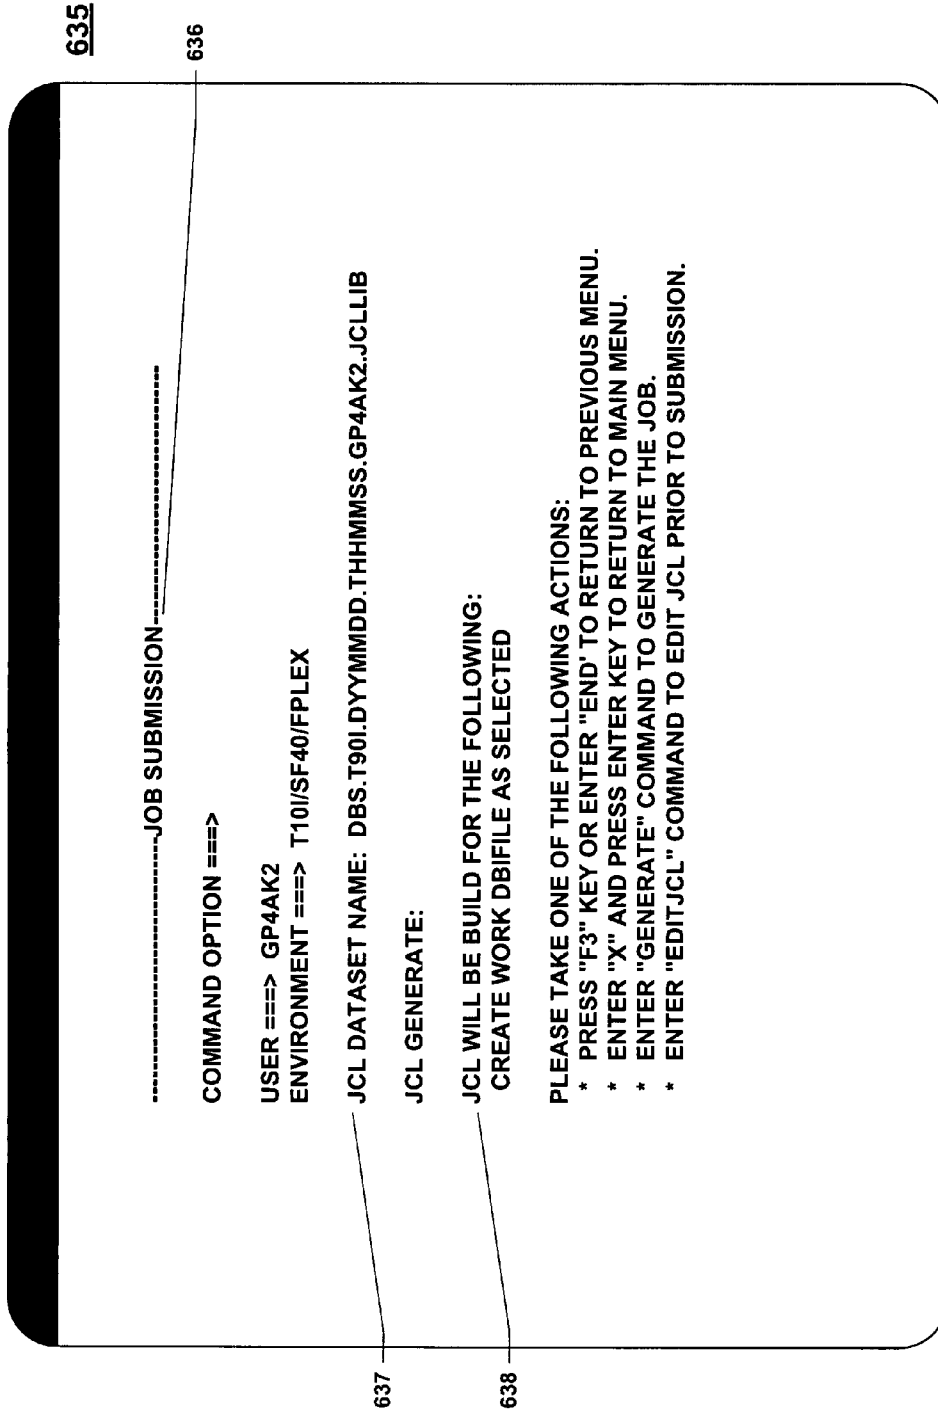 635
636
--------------------------------JOB SUBMISSION--------------------------------
COMMAND OPTION ===>
USER ===> GP4AK2
ENVIRONMENT ===> T10I/SF40/FPLEX
637
JCL DATASET NAME: DBS.T90I.DYYMMDD.THHMMSS.GP4AK2.JCLLIB
JCL GENERATE:
638
JCL WILL BE BUILD FOR THE FOLLOWING:
CREATE WORK DBIFILE AS SELECTED
PLEASE TAKE ONE OF THE FOLLOWING ACTIONS:
* PRESS "F3" KEY OR ENTER "END' TO RETURN TO PREVIOUS MENU.
* ENTER "X" AND PRESS ENTER KEY TO RETURN TO MAIN MENU.
* ENTER "GENERATE" COMMAND TO GENERATE THE JOB.
* ENTER "EDITJCL" COMMAND TO EDIT JCL PRIOR TO SUBMISSION.